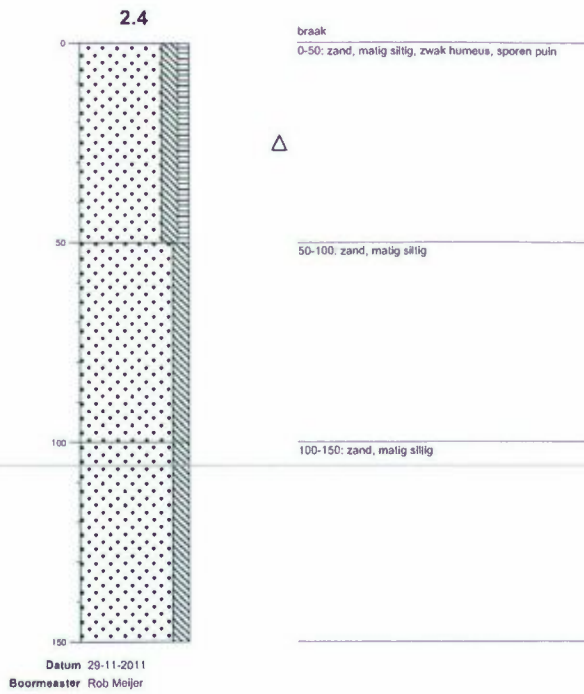 2.4
braak
0
0-50: zand, matig siltig, zwak humeus, sporen puin
50
50-100: zand, matig siltig
100
100-150: zand, matig siltig
150
Datum 29-11-2011
Boormeester Rob Meijer